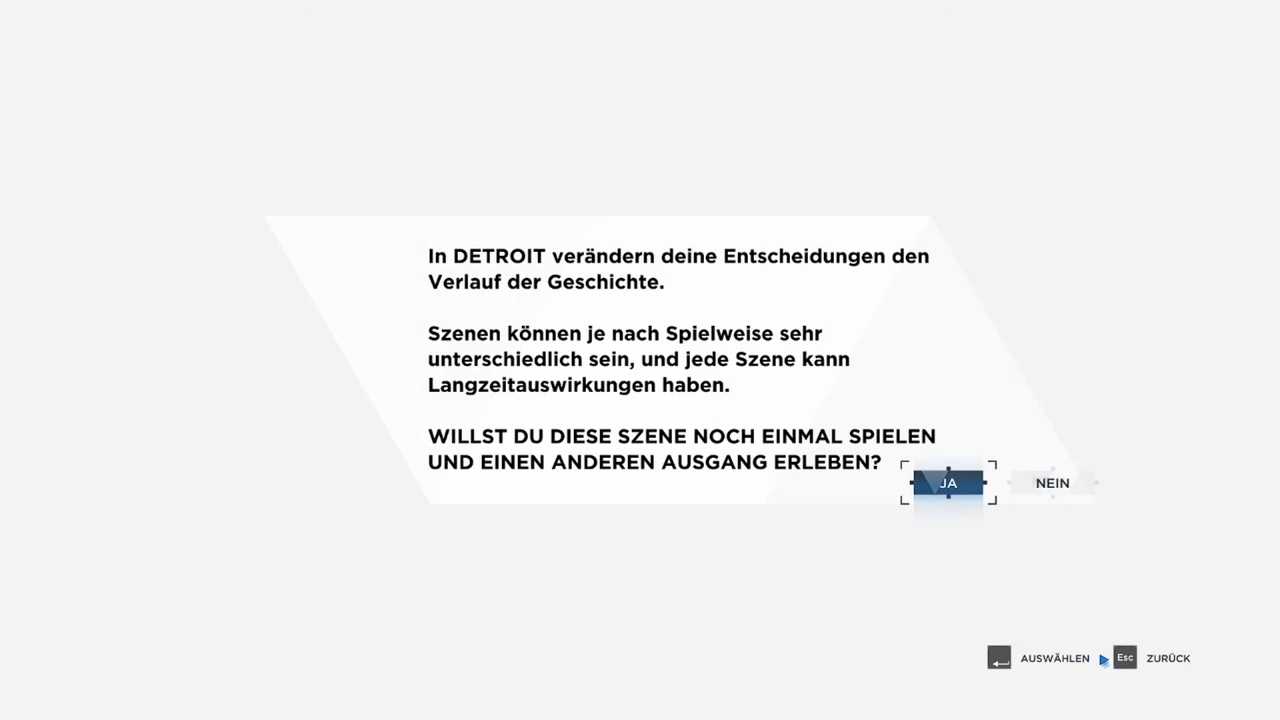 In DETROIT verändern deine Entscheidungen den
Verlauf der Geschichte.
Szenen können je nach Spielweise sehr
unterschiedlich sein, und jede Szene kann
Langzeitauswirkungen haben.
WILLST DU DIESE SZENE NOCH EINMAL SPIELEN
UND EINEN ANDEREN AUSGANG ERLEBEN?
JA NEIN
AUSWÄHLEN Esc ZURÜCK